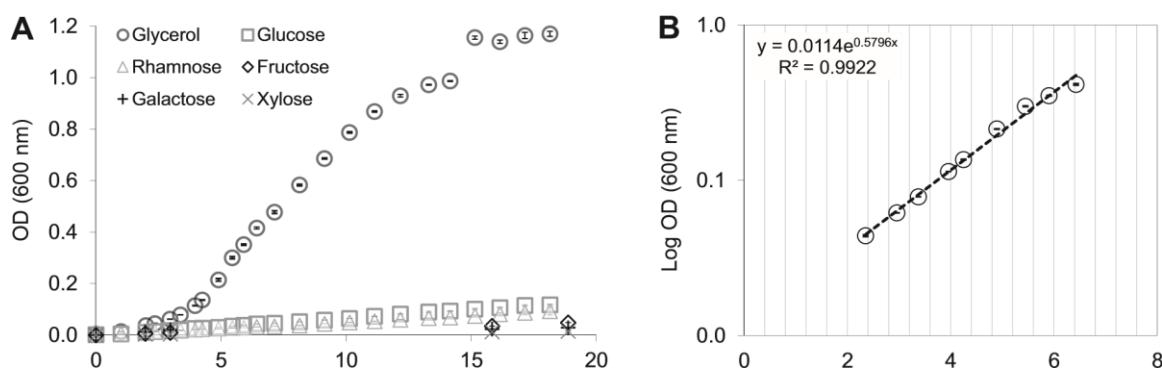 A
Glycerol Glucose
Rhamnose Fructose
Galactose Xylose
OD (600 nm)
1.2
1.0
0.8
0.6
0.4
0.2
0.0
0 5 10 15 20
B
y = 0.0114e^0.5796x
R² = 0.9922
Log OD (600 nm)
1.0
0.1
0.0
0 2 4 6 8